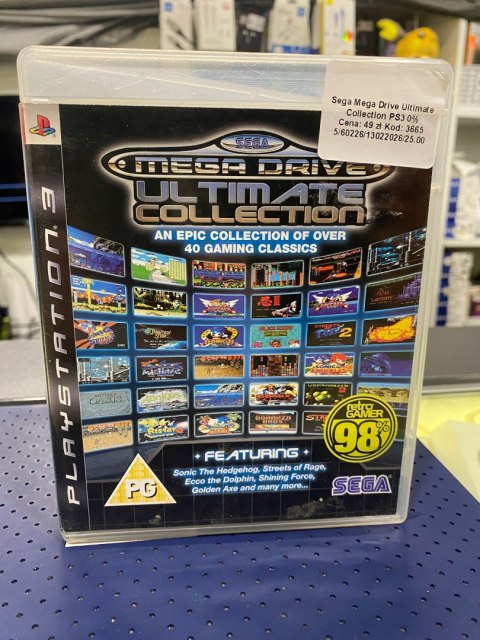 Sega Mega Drive Ultimate
Collection PS3 0%
Cena: 49 zł Kod: 3665
5/60226/13022026/25.00
PLAYSTATION 3
SEGA
MEGA DRIVE
ULTIMATE
COLLECTION
AN EPIC COLLECTION OF OVER
40 GAMING CLASSICS
retro
GAMER
98%
FEATURING
Sonic The Hedgehog, Streets of Rage,
Ecco the Dolphin, Shining Force,
Golden Axe and many more...
PG
SEGA